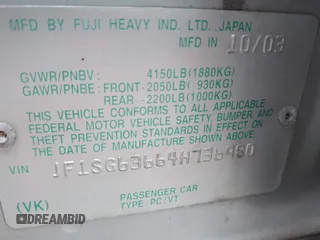 MFD BY FUJI HEAVY IND. LTD., JAPAN
MFD IN 10/03
GVWR/PNBV: 4150LB(1880KG)
GAWR/PNBE: FRONT-2050LB( 930KG)
REAR -2200LB(1000KG)
THIS VEHICLE CONFORMS TO ALL APPLICABLE
FEDERAL MOTOR VEHICLE SAFETY, BUMPER, AND
THEFT PREVENTION STANDARDS IN EFFECT ON THE
DATE OF MANUFACTURE SHOWN ABOVE.
VIN JF1SG63664H736480
PASSENGER CAR
(VK) TYPE:PC/VT
DREAMBID